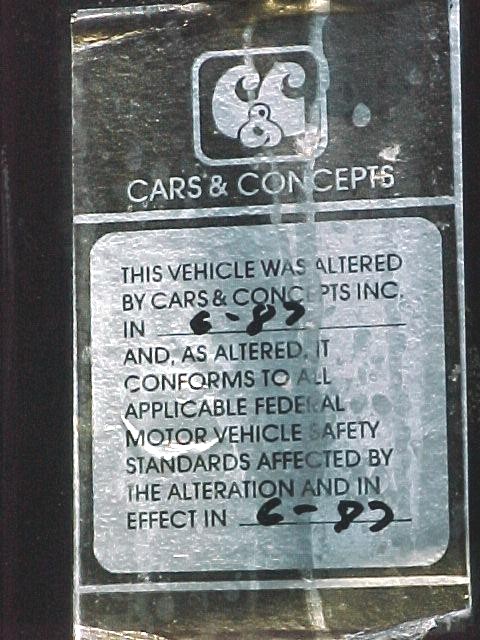 C&C
CARS & CONCEPTS
THIS VEHICLE WAS ALTERED
BY CARS & CONCEPTS INC.
IN 6-87
AND, AS ALTERED, IT
CONFORMS TO ALL
APPLICABLE FEDERAL
MOTOR VEHICLE SAFETY
STANDARDS AFFECTED BY
THE ALTERATION AND IN
EFFECT IN 6-87